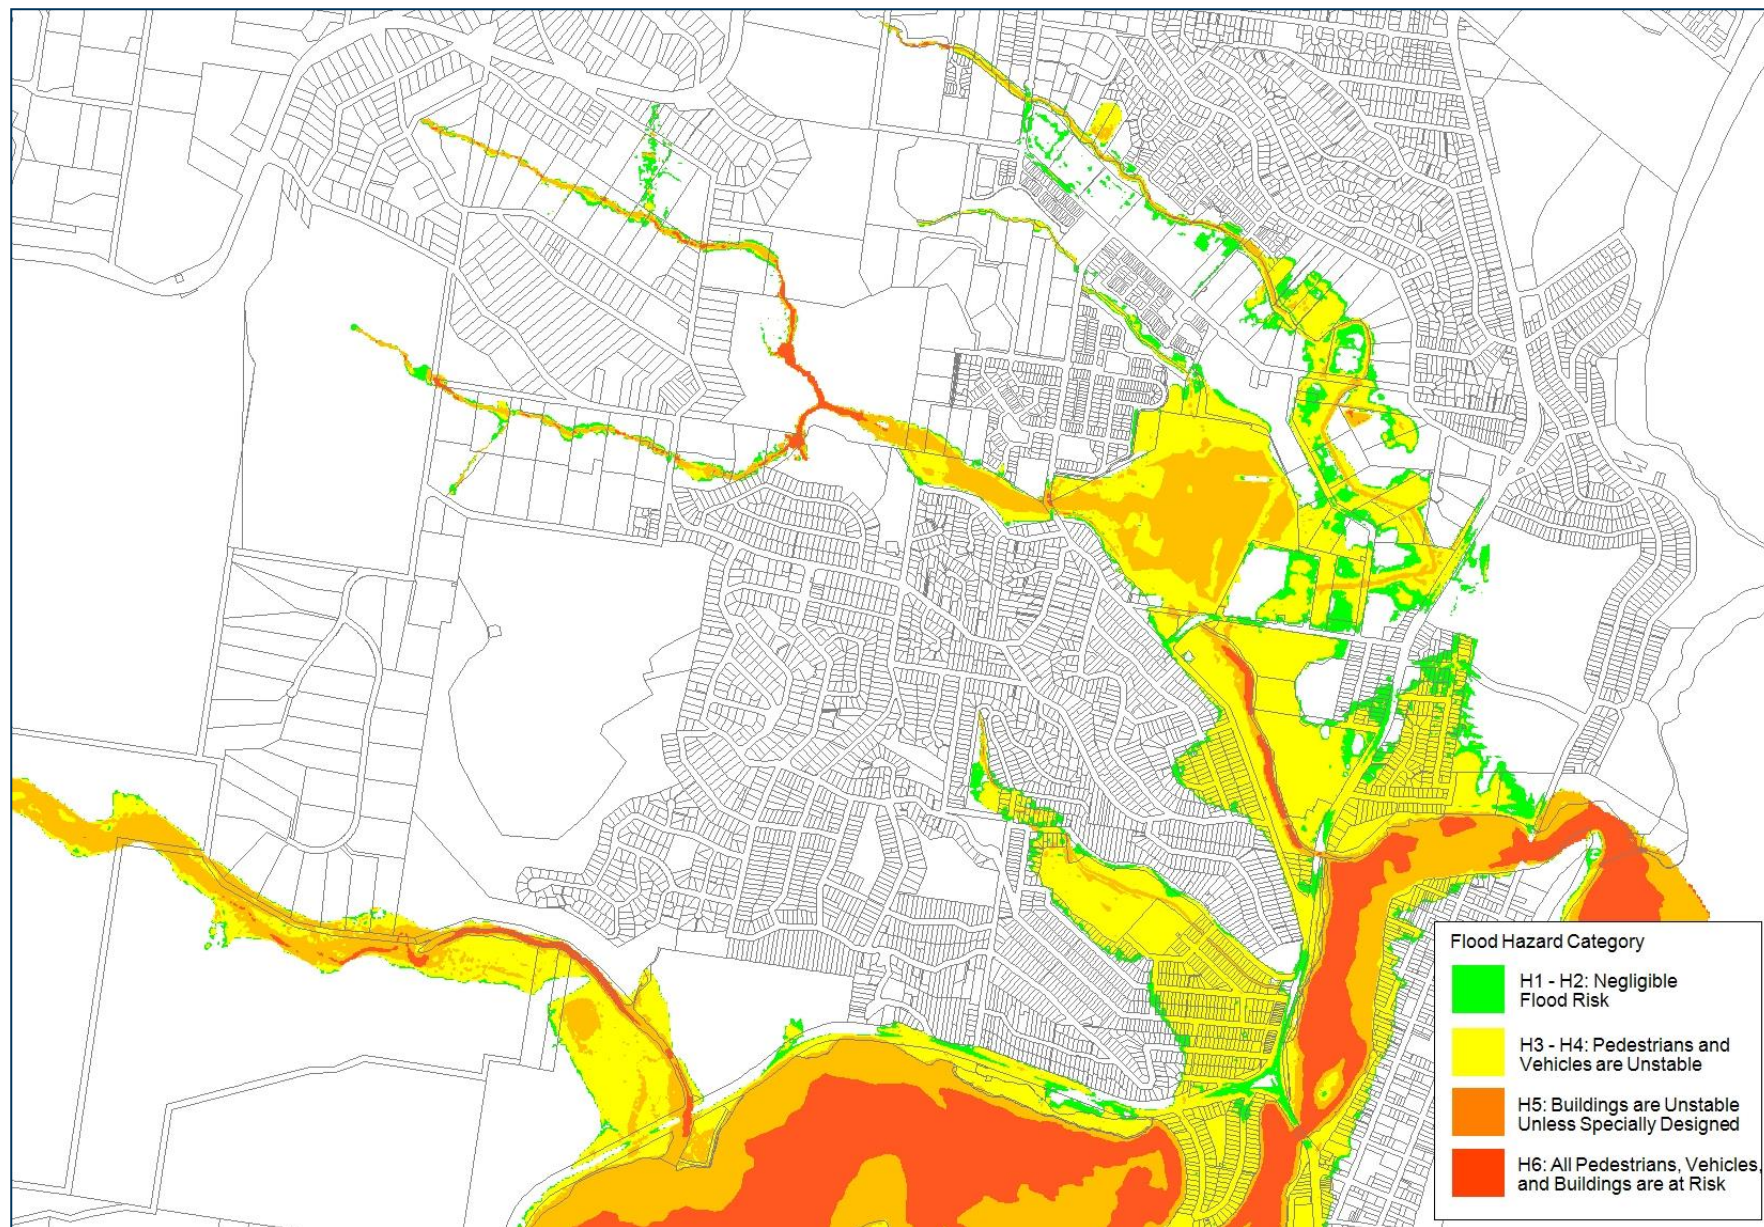 Flood Hazard Category
H1 - H2: Negligible
Flood Risk
H3 - H4: Pedestrians and
Vehicles are Unstable
H5: Buildings are Unstable
Unless Specially Designed
H6: All Pedestrians, Vehicles,
and Buildings are at Risk